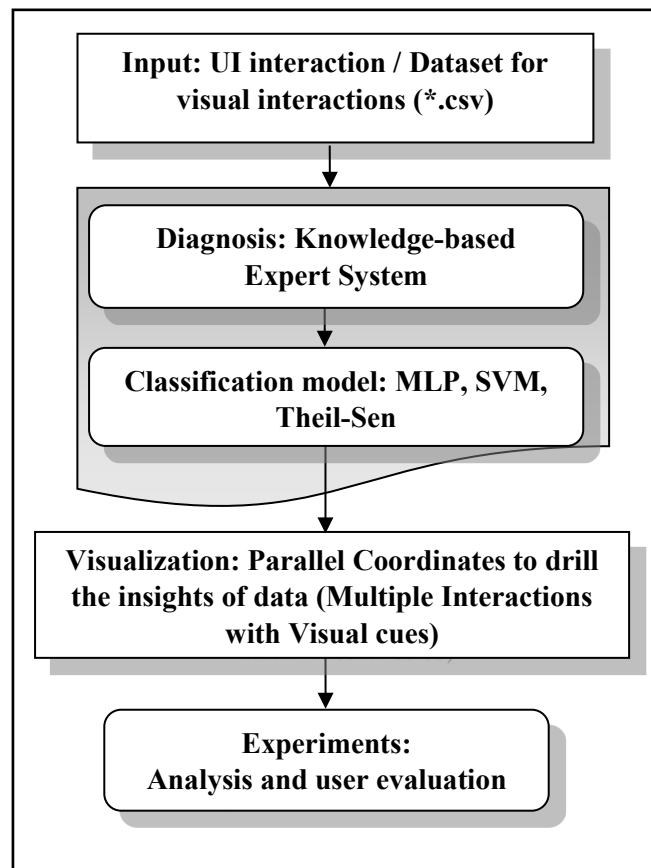 Input: UI interaction / Dataset for
visual interactions (*.csv)
Diagnosis: Knowledge-based
Expert System
Classification model: MLP, SVM,
Theil-Sen
Visualization: Parallel Coordinates to drill
the insights of data (Multiple Interactions
with Visual cues)
Experiments:
Analysis and user evaluation